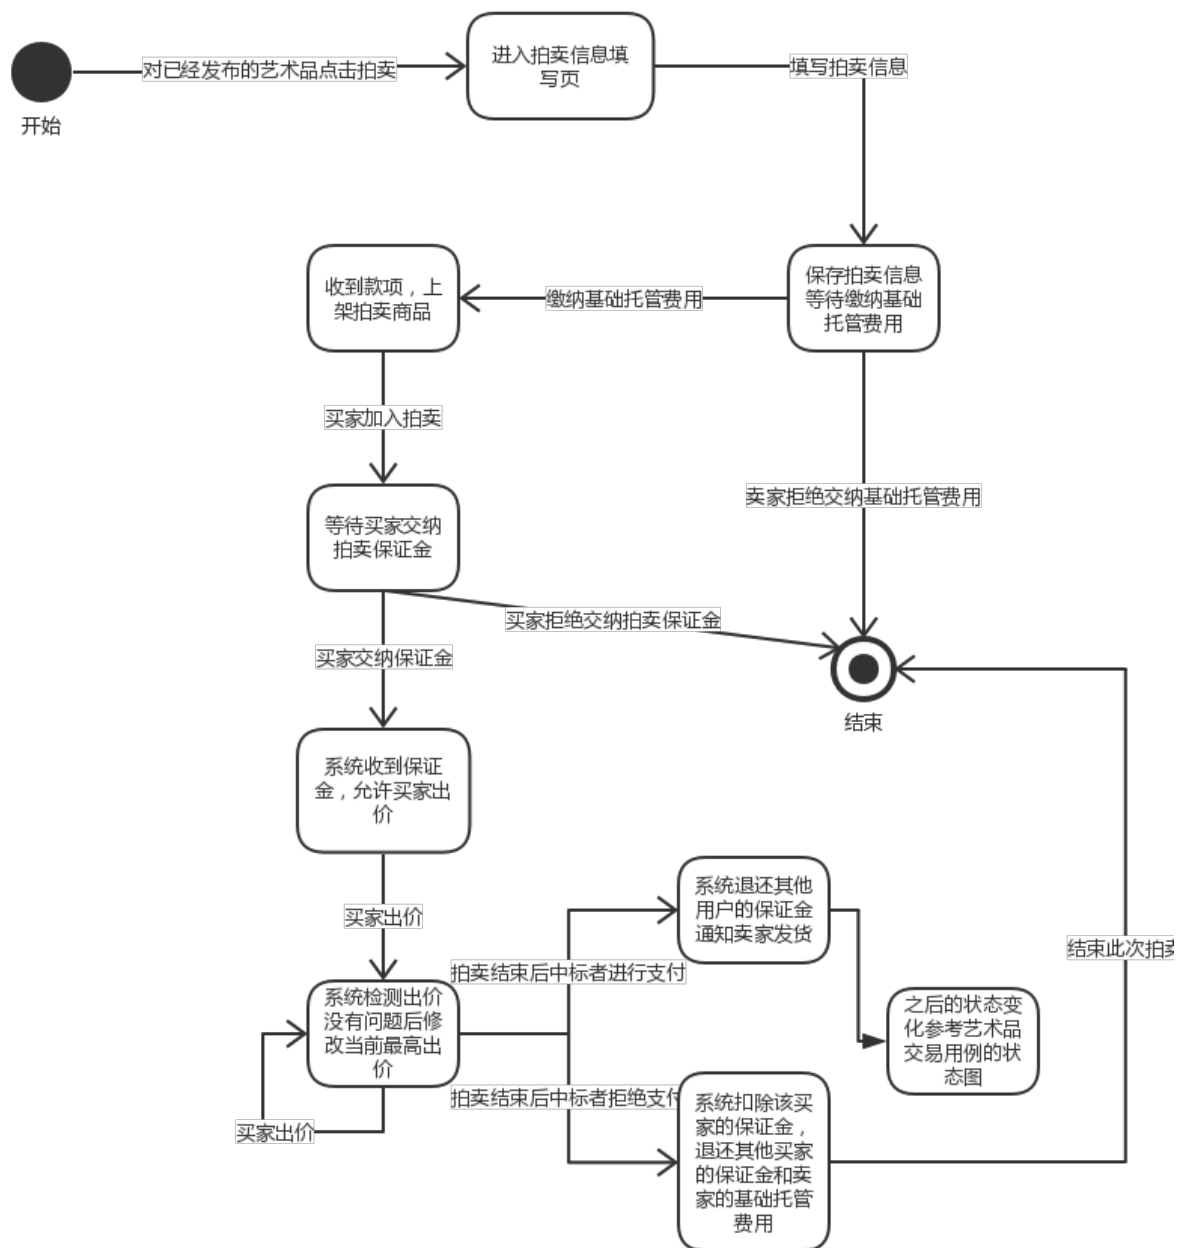 对已经发布的艺术品点击拍卖
进入拍卖信息填
写页
填写拍卖信息
开始
收到款项，上
架拍卖商品
缴纳基础托管费用
保存拍卖信息
等待缴纳基础
托管费用
买家加入拍卖
卖家拒绝交纳基础托管费用
等待买家交纳
拍卖保证金
买家拒绝交纳拍卖保证金
买家交纳保证金
结束
系统收到保证
金，允许买家出
价
买家出价
系统退还其他
用户的保证金
通知卖家发货
结束此次拍卖
拍卖结束后中标者进行支付
系统检测出价
没有问题后修
改当前最高出
价
之后的状态变
化参考艺术品
交易用例的状
态图
拍卖结束后中标者拒绝支付
买家出价
系统扣除该买
家的保证金，
退还其他买家
的保证金和卖
家的基础托管
费用